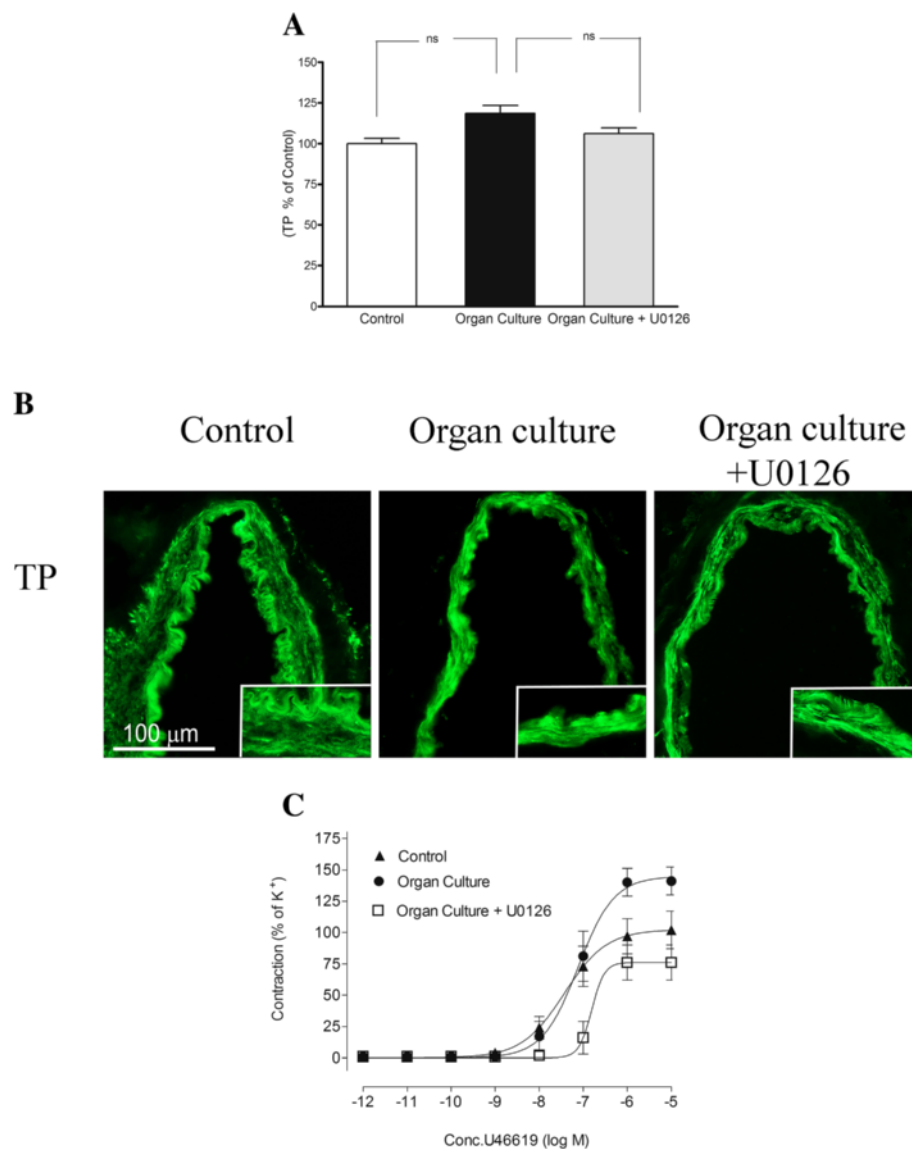 A
ns
ns
(TP % of Control)
125
100
75
50
25
0
Control
Organ Culture
Organ Culture + U0126
B
Control
Organ culture
Organ culture
+U0126
TP
100 μm
C
Contraction (% of K⁺)
175
150
125
100
75
50
25
0
Control
Organ Culture
Organ Culture + U0126
-12 -11 -10 -9 -8 -7 -6 -5
Conc.U46619 (log M)